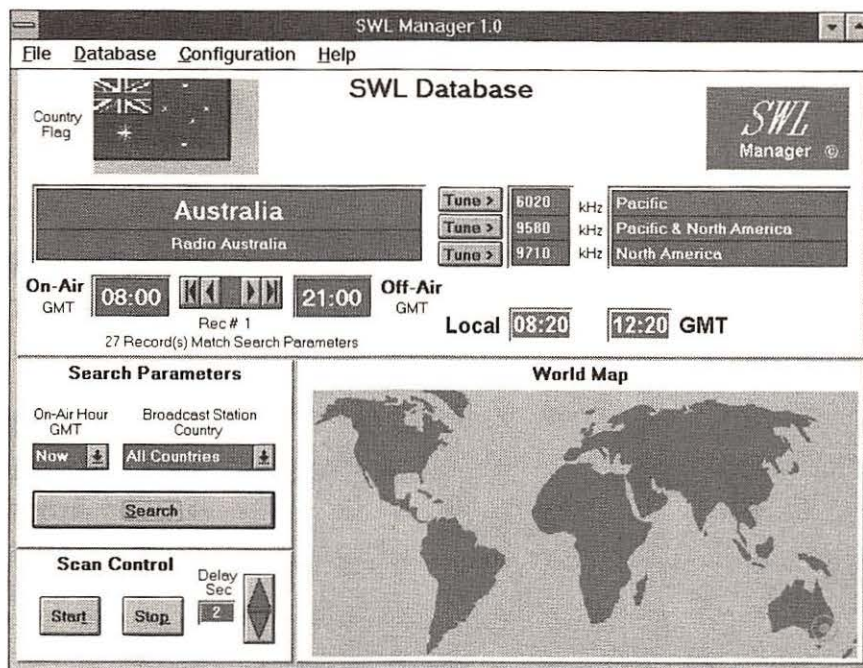 SWL Manager 1.0
File Database Configuration Help
SWL Database
Country
Flag
SWL
Manager ©
Australia
Radio Australia
Tune > 6020 kHz Pacific
Tune > 9580 kHz Pacific & North America
Tune > 9710 kHz North America
On-Air
GMT
08:00
21:00
Off-Air
GMT
Rec # 1
27 Record(s) Match Search Parameters
Local 08:20 12:20 GMT
Search Parameters
On-Air Hour
GMT
Broadcast Station
Country
Now
All Countries
Search
Scan Control
Delay
Sec
Start
Stop
2
World Map